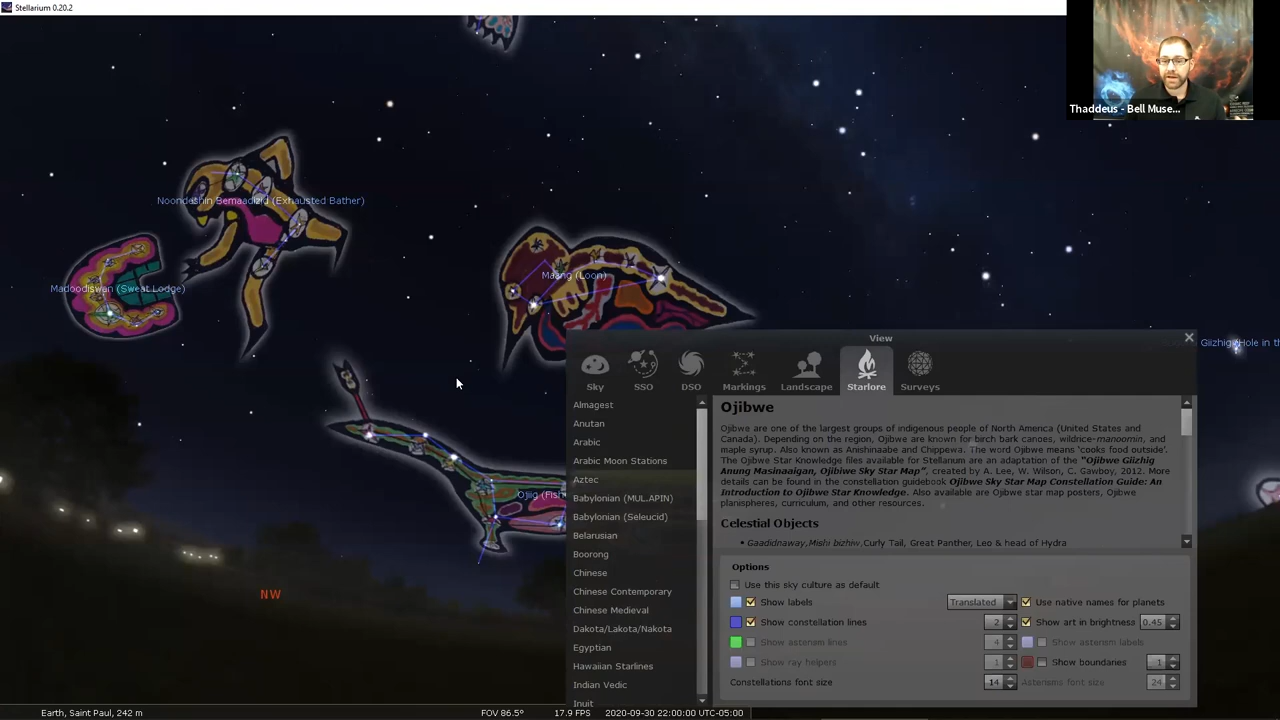 Stellarium 0.20.2
Thaddeus - Bell Muse...
Noondeshin Bemaadizid (Exhausted Bather)
Madoodiswan (Sweat Lodge)
Maang (Loon)
Giizhig (Hole in th
Ojiig (Fish
NW
View
Sky
SSO
DSO
Markings
Landscape
Starlore
Surveys
Almagest
Anutan
Arabic
Arabic Moon Stations
Aztec
Babylonian (MUL.APIN)
Babylonian (Seleucid)
Belarusian
Boorong
Chinese
Chinese Contemporary
Chinese Medieval
Dakota/Lakota/Nakota
Egyptian
Hawaiian Starlines
Indian Vedic
Inuit
Ojibwe
Ojibwe are one of the largest groups of indigenous people of North America (United States and
Canada). Depending on the region, Ojibwe are known for birch bark canoes, wildrice-manoomin, and
maple syrup. Also known as Anishinaabe and Chippewa. The word Ojibwe means 'cooks food outside'.
The Ojibwe Star Knowledge files available for Stellarium are an adaptation of the "Ojibwe Giizhig
Anung Masinaaigan, Ojibiwe Sky Star Map", created by A. Lee, W. Wilson, C. Gawboy, 2012. More
details can be found in the constellation guidebook Ojibwe Sky Star Map Constellation Guide: An
Introduction to Ojibwe Star Knowledge. Also available are Ojibwe star map posters, Ojibwe
planispheres, curriculum, and other resources.
Celestial Objects
• Gaadidnaway,Mishi bizhiw,Curly Tail, Great Panther, Leo & head of Hydra
Options
Use this sky culture as default
Show labels
Translated
Use native names for planets
Show constellation lines
2
Show art in brightness 0.45
Show asterism lines
4
Show asterism labels
Show ray helpers
1
Show boundaries
1
Constellations font size
14
Asterisms font size
24
Earth, Saint Paul, 242 m
FOV 86.5°
17.9 FPS
2020-09-30 22:00:00 UTC-05:00